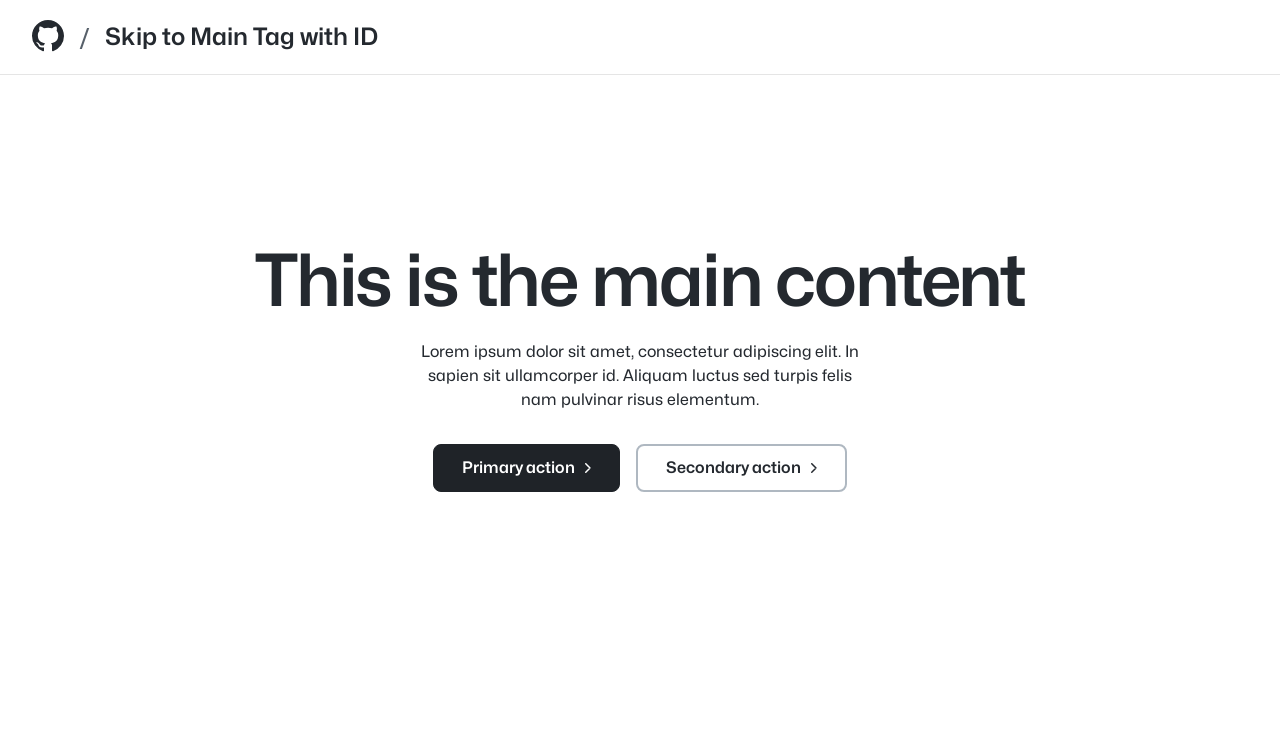 / Skip to Main Tag with ID
This is the main content
Lorem ipsum dolor sit amet, consectetur adipiscing elit. In
sapien sit ullamcorper id. Aliquam luctus sed turpis felis
nam pulvinar risus elementum.
Primary action
Secondary action